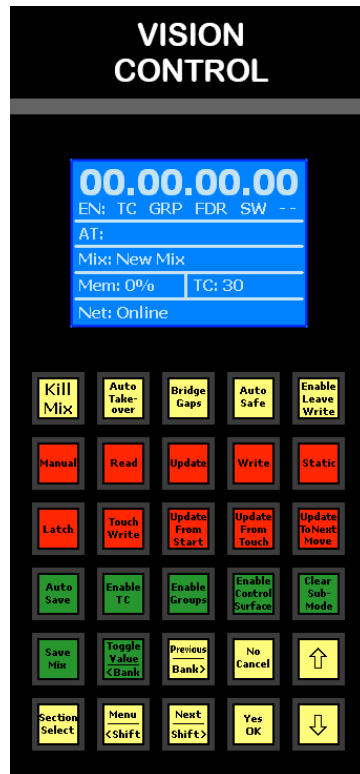 VISION
CONTROL
00.00.00.00
EN: TC GRP FDR SW --
AT:
Mix: New Mix
Mem: 0% TC: 30
Net: Online
Kill
Mix
Auto
Take-
over
Bridge
Gaps
Auto
Safe
Enable
Leave
Write
Manual
Read
Update
Write
Static
Latch
Touch
Write
Update
From
Start
Update
From
Touch
Update
ToNext
Move
Auto
Save
Enable
TC
Enable
Groups
Enable
Control
Surface
Clear
Sub-
Mode
Save
Mix
Toggle
Value
<Bank
Previous
Bank>
No
Cancel
Section
Select
Menu
<Shift
Next
Shift>
Yes
OK